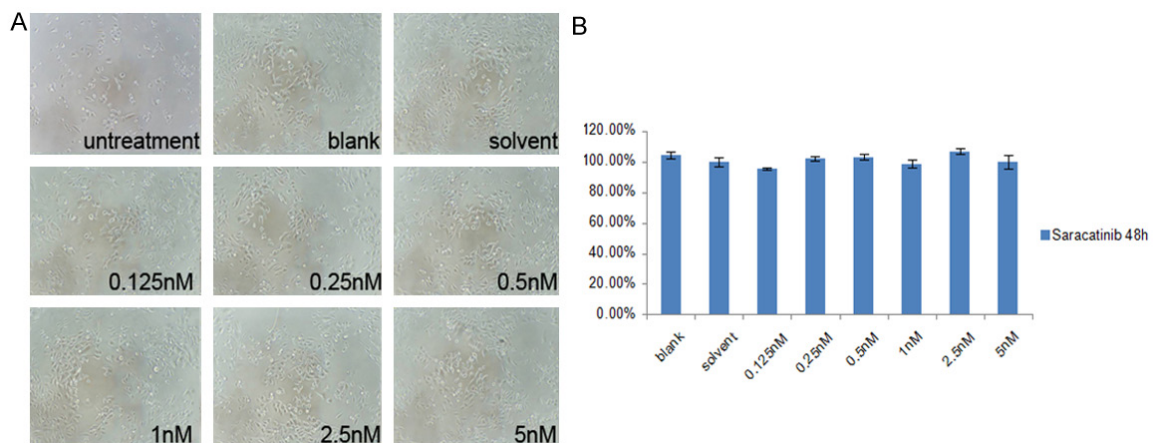 A
B
untreatment
blank
solvent
0.125nM
0.25nM
0.5nM
1nM
2.5nM
5nM
120.00%
100.00%
80.00%
60.00%
40.00%
20.00%
0.00%
blank
solvent
0.125nM
0.25nM
0.5nM
1nM
2.5nM
5nM
Saracatinib 48h